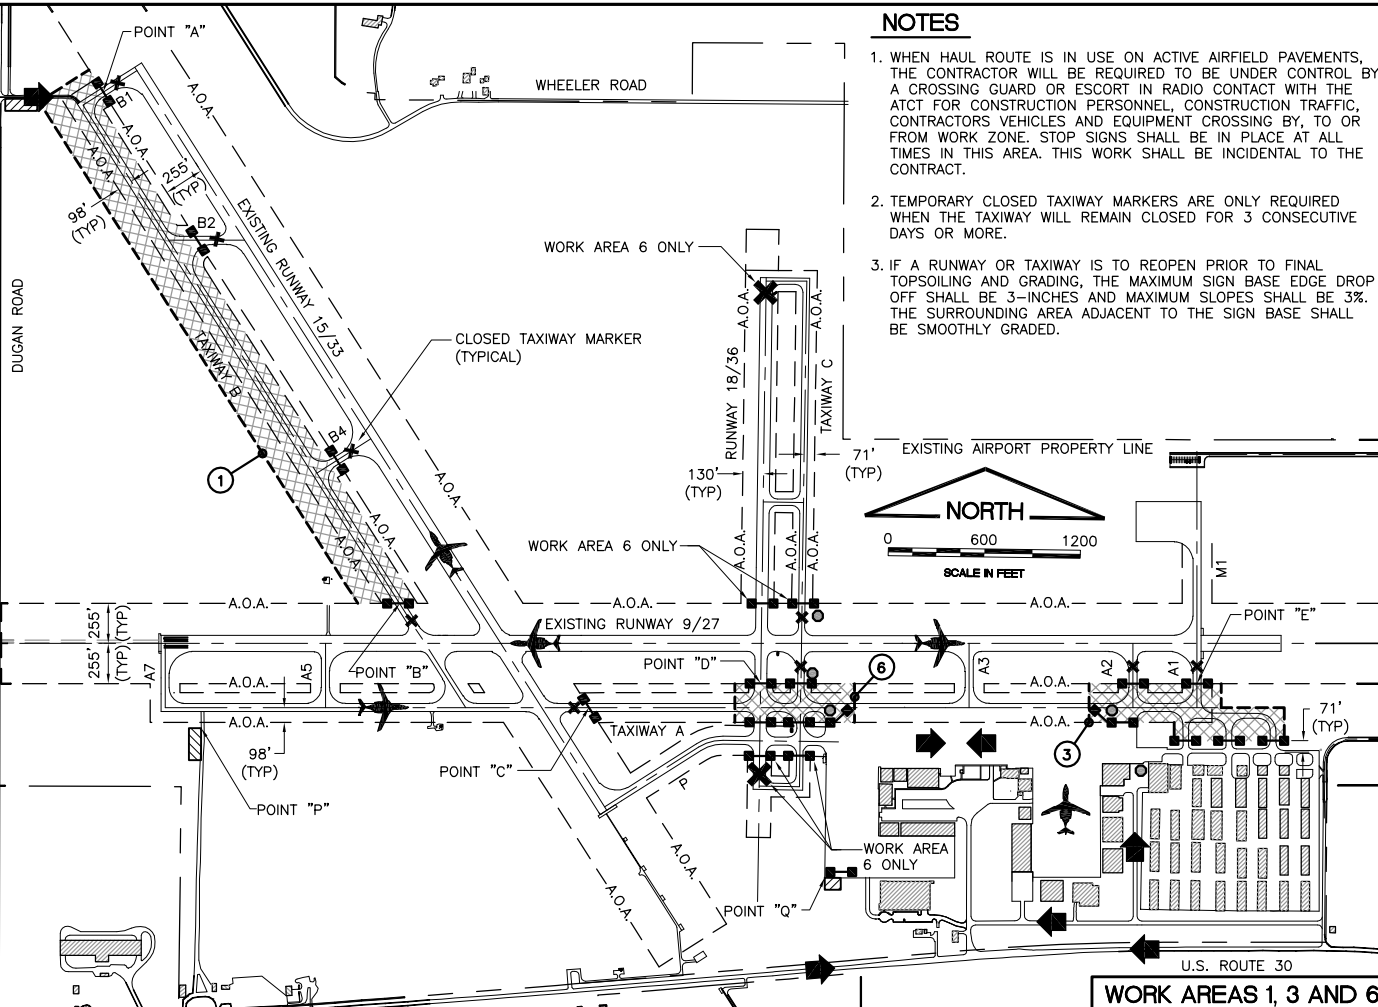 NOTES
1. WHEN HAUL ROUTE IS IN USE ON ACTIVE AIRFIELD PAVEMENTS,
THE CONTRACTOR WILL BE REQUIRED TO BE UNDER CONTROL BY
A CROSSING GUARD OR ESCORT IN RADIO CONTACT WITH THE
ATCT FOR CONSTRUCTION PERSONNEL, CONSTRUCTION TRAFFIC,
CONTRACTORS VEHICLES AND EQUIPMENT CROSSING BY, TO OR
FROM WORK ZONE. STOP SIGNS SHALL BE IN PLACE AT ALL
TIMES IN THIS AREA. THIS WORK SHALL BE INCIDENTAL TO THE
CONTRACT.
2. TEMPORARY CLOSED TAXIWAY MARKERS ARE ONLY REQUIRED
WHEN THE TAXIWAY WILL REMAIN CLOSED FOR 3 CONSECUTIVE
DAYS OR MORE.
3. IF A RUNWAY OR TAXIWAY IS TO REOPEN PRIOR TO FINAL
TOPSOILING AND GRADING, THE MAXIMUM SIGN BASE EDGE DROP
OFF SHALL BE 3-INCHES AND MAXIMUM SLOPES SHALL BE 3%.
THE SURROUNDING AREA ADJACENT TO THE SIGN BASE SHALL
BE SMOOTHLY GRADED.
POINT "A"
WHEELER ROAD
A.O.A.
B1
A.O.A.
A.O.A.
255'
(TYP)
98'
(TYP)
B2
EXISTING RUNWAY 15/33
WORK AREA 6 ONLY
DUGAN ROAD
TAXIWAY B
CLOSED TAXIWAY MARKER
(TYPICAL)
A.O.A.
A.O.A.
RUNWAY 18/36
TAXIWAY C
B4
1
130'
(TYP)
71'
(TYP)
EXISTING AIRPORT PROPERTY LINE
A.O.A.
A.O.A.
A.O.A.
NORTH
0 600 1200
SCALE IN FEET
WORK AREA 6 ONLY
A.O.A.
A.O.A.
A.O.A.
M1
A.O.A.
A.O.A.
A.O.A.
255'
(TYP)
255'
(TYP)
EXISTING RUNWAY 9/27
POINT "E"
A7
A5
POINT "B"
POINT "D"
6
A3
A2
A1
A.O.A.
A.O.A.
A.O.A.
A.O.A.
TAXIWAY A
71'
(TYP)
98'
(TYP)
POINT "C"
3
POINT "P"
P
A.O.A.
A.O.A.
WORK AREA
6 ONLY
POINT "Q"
U.S. ROUTE 30
WORK AREAS 1, 3 AND 6